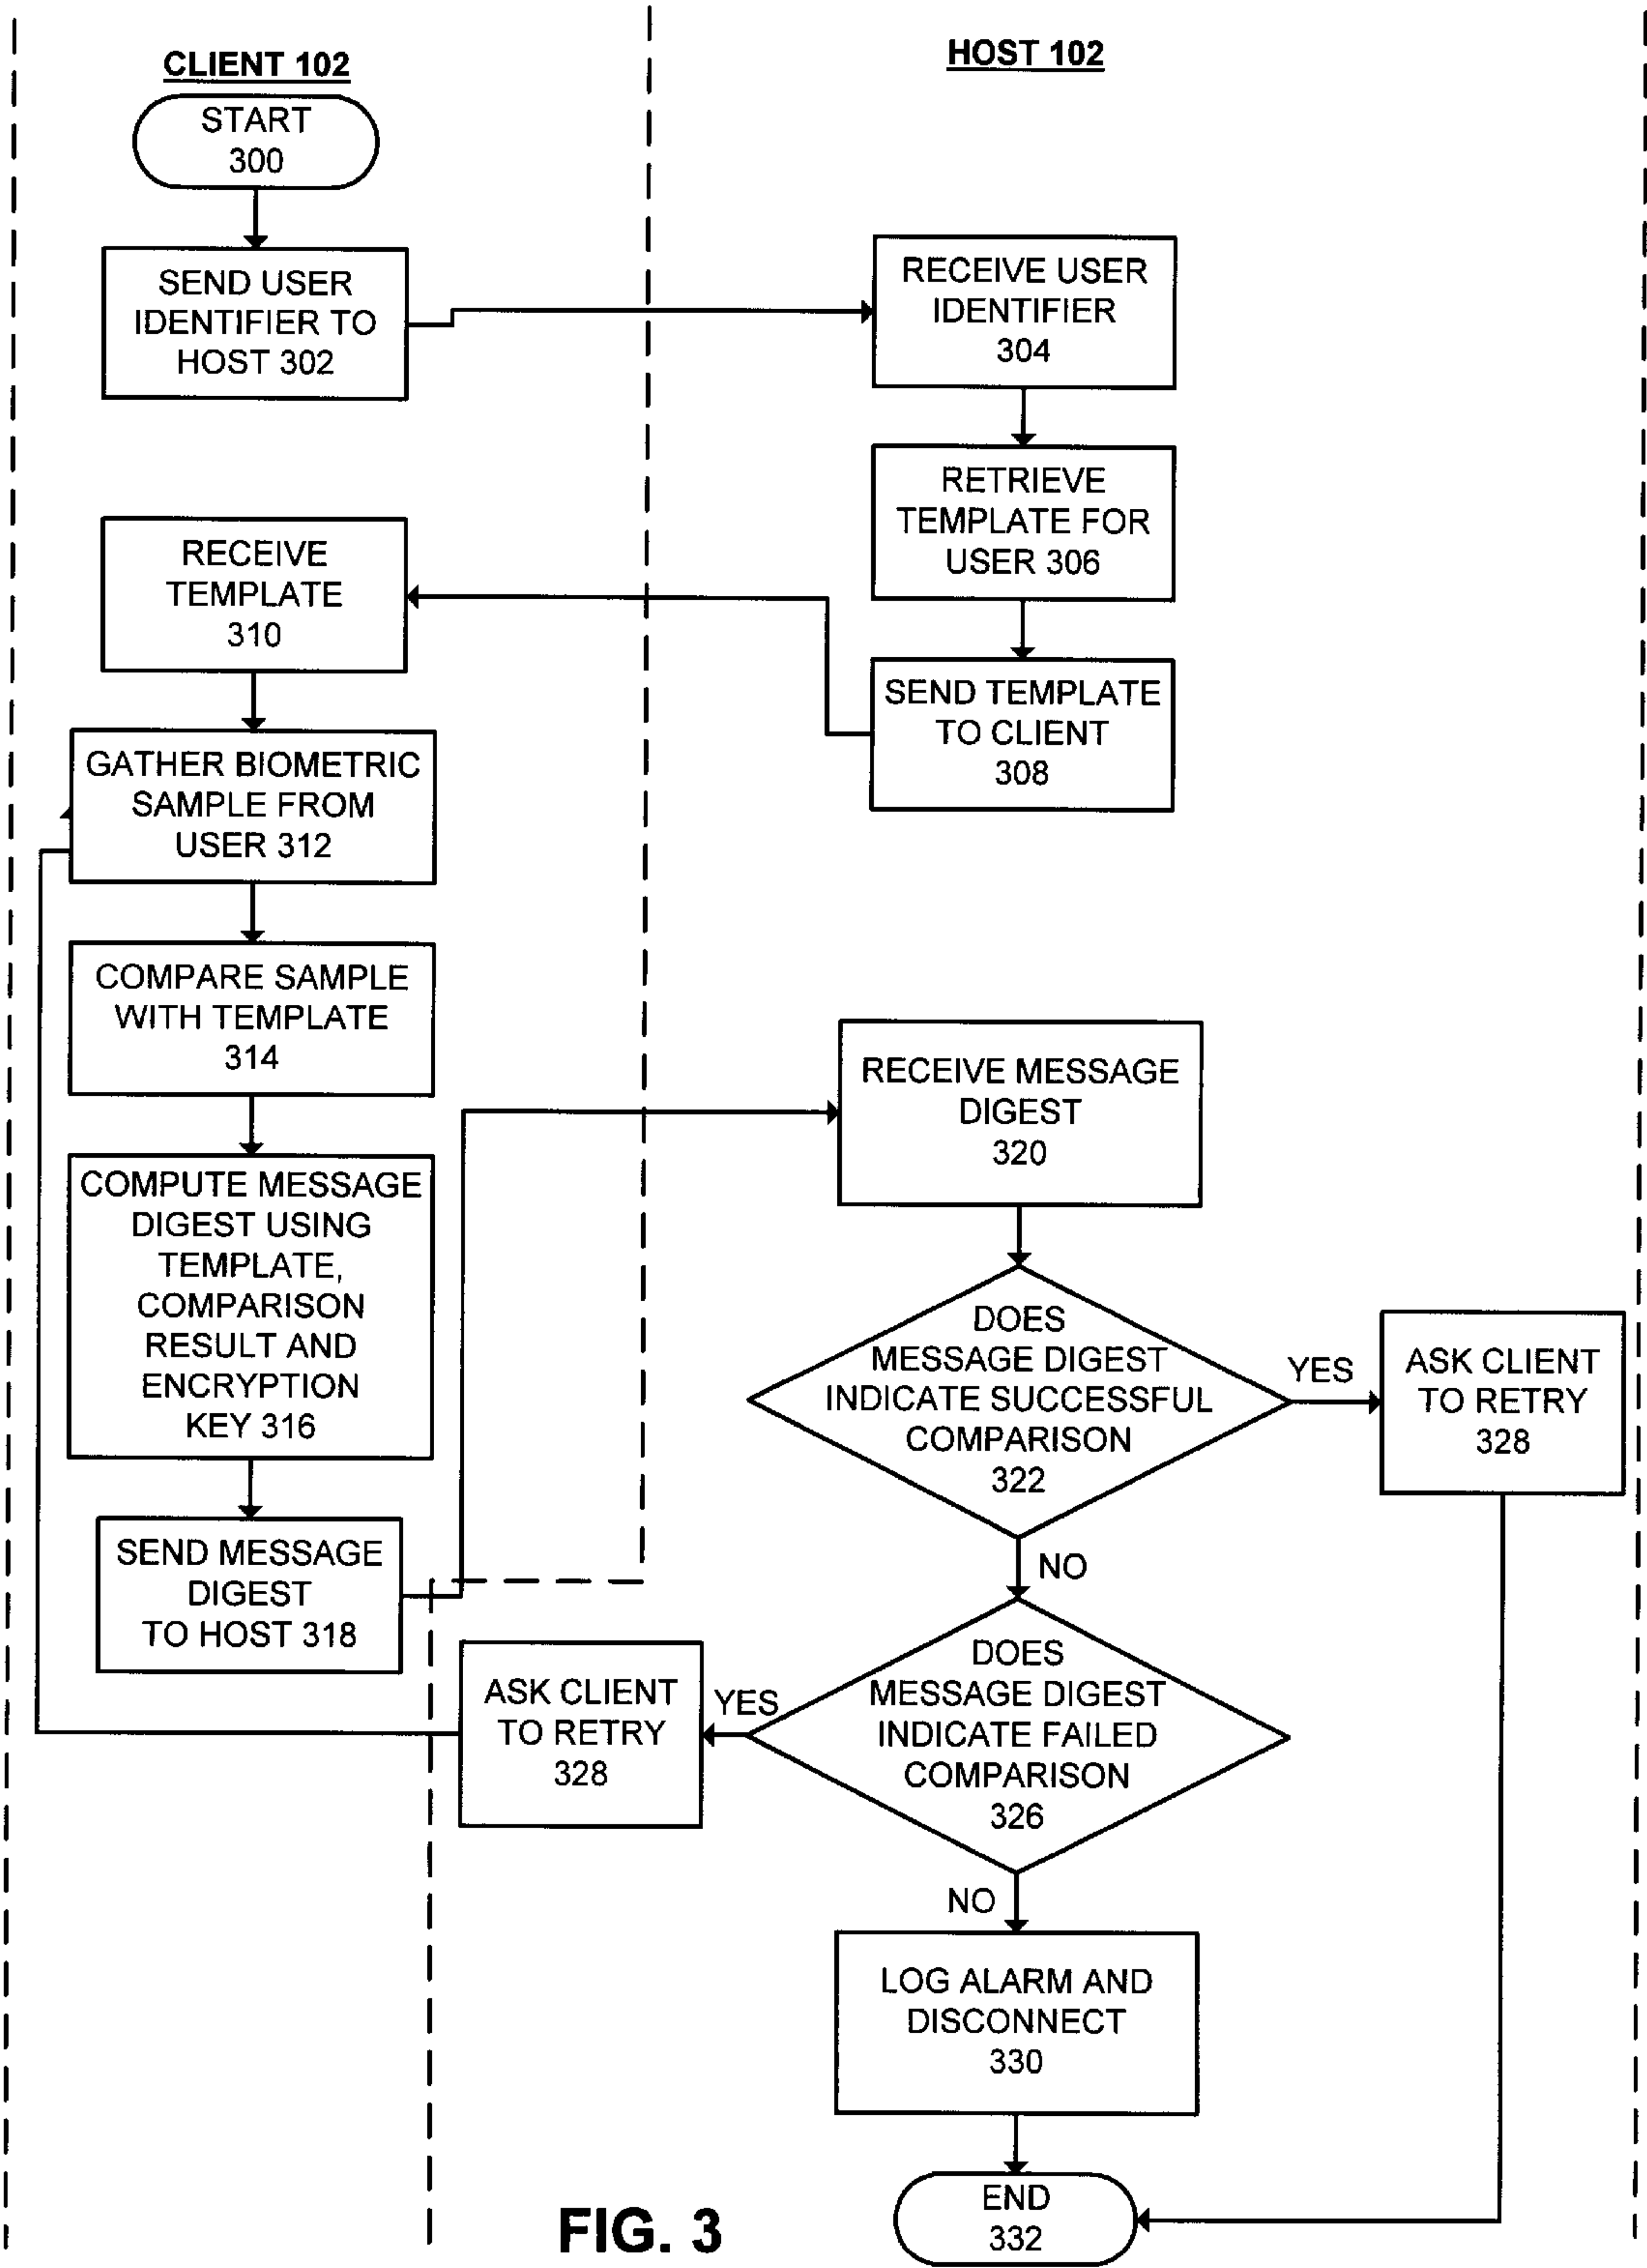 CLIENT 102
HOST 102
START
300
SEND USER
IDENTIFIER TO
HOST 302
RECEIVE USER
IDENTIFIER
304
RETRIEVE
TEMPLATE FOR
USER 306
SEND TEMPLATE
TO CLIENT
308
RECEIVE
TEMPLATE
310
GATHER BIOMETRIC
SAMPLE FROM
USER 312
COMPARE SAMPLE
WITH TEMPLATE
314
COMPUTE MESSAGE
DIGEST USING
TEMPLATE,
COMPARISON
RESULT AND
ENCRYPTION
KEY 316
SEND MESSAGE
DIGEST
TO HOST 318
RECEIVE MESSAGE
DIGEST
320
DOES
MESSAGE DIGEST
INDICATE SUCCESSFUL
COMPARISON
322
YES
ASK CLIENT
TO RETRY
328
NO
DOES
MESSAGE DIGEST
INDICATE FAILED
COMPARISON
326
YES
ASK CLIENT
TO RETRY
328
NO
LOG ALARM AND
DISCONNECT
330
END
332
FIG. 3